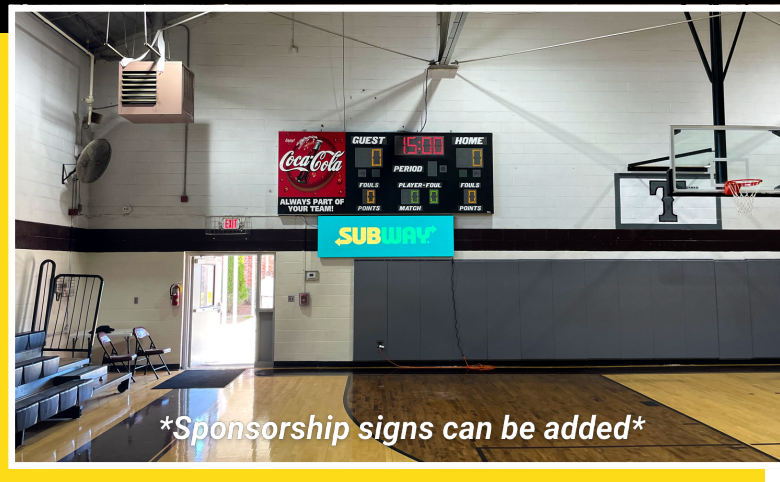 Enjoy
Coca-Cola
ALWAYS PART OF
YOUR TEAM!
GUEST
15:00
HOME
0
PERIOD
0
FOULS
PLAYER-FOUL
FOULS
0
0 0
0
POINTS
MATCH
POINTS
EXIT
SUBWAY
T
*Sponsorship signs can be added*